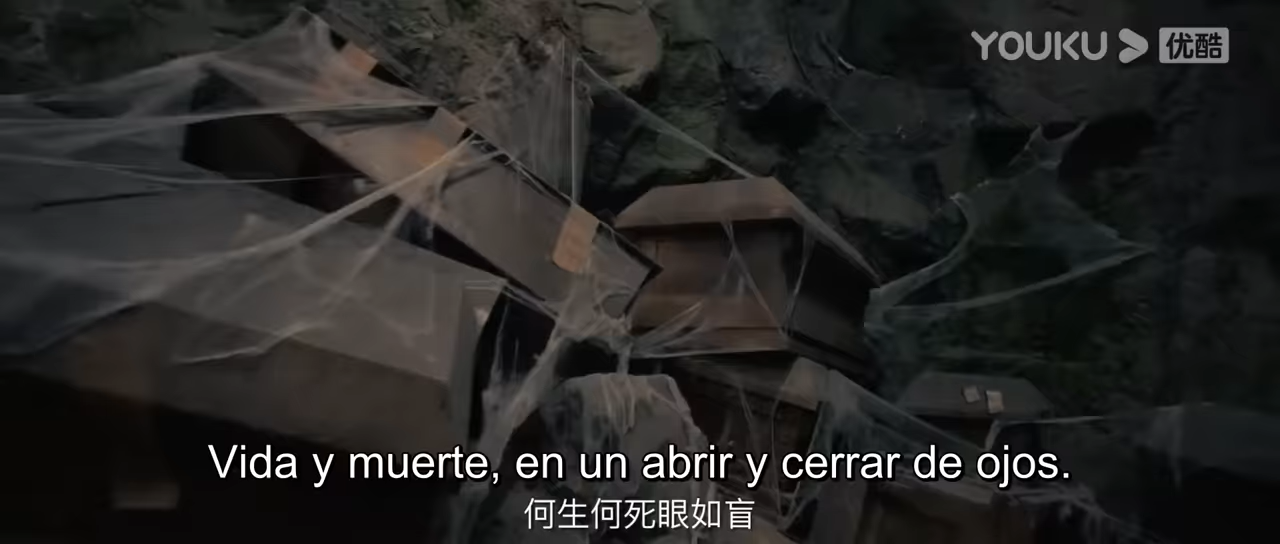 YOUKU 优酷
Vida y muerte, en un abrir y cerrar de ojos.
何生何死眼如盲